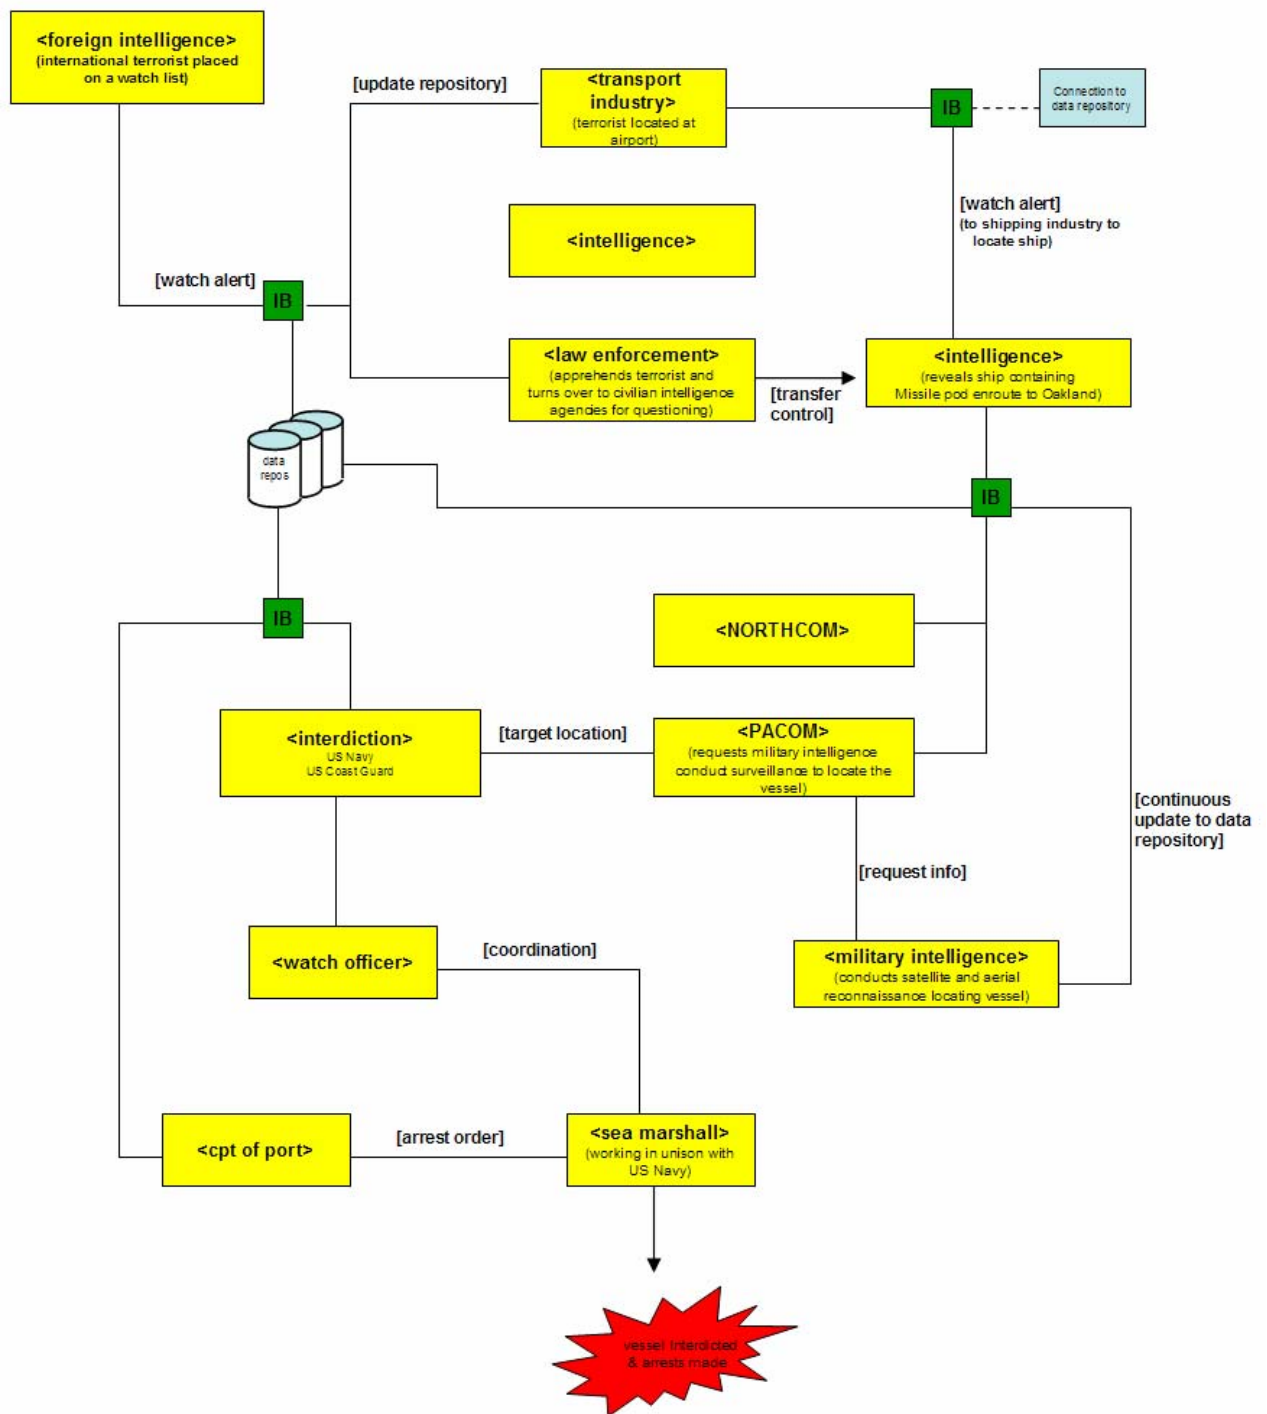 <foreign intelligence>
(international terrorist placed
on a watch list)
[update repository]
<transport
industry>
(terrorist located at
airport)
IB
Connection to
data repository
[watch alert]
(to shipping industry to
locate ship)
<intelligence>
[watch alert]
IB
<law enforcement>
(apprehends terrorist and
turns over to civilian intelligence
agencies for questioning)
[transfer
control]
<intelligence>
(reveals ship containing
Missile pod enroute to Oakland)
data
repos
IB
IB
<NORTHCOM>
<interdiction>
US Navy
US Coast Guard
[target location]
<PACOM>
(requests military intelligence
conduct surveillance to locate the
vessel)
[continuous
update to data
repository]
[request info]
<watch officer>
[coordination]
<military intelligence>
(conducts satellite and aerial
reconnaissance locating vessel)
<cpt of port>
[arrest order]
<sea marshall>
(working in unison with
US Navy)
vessel interdicted
& arrests made